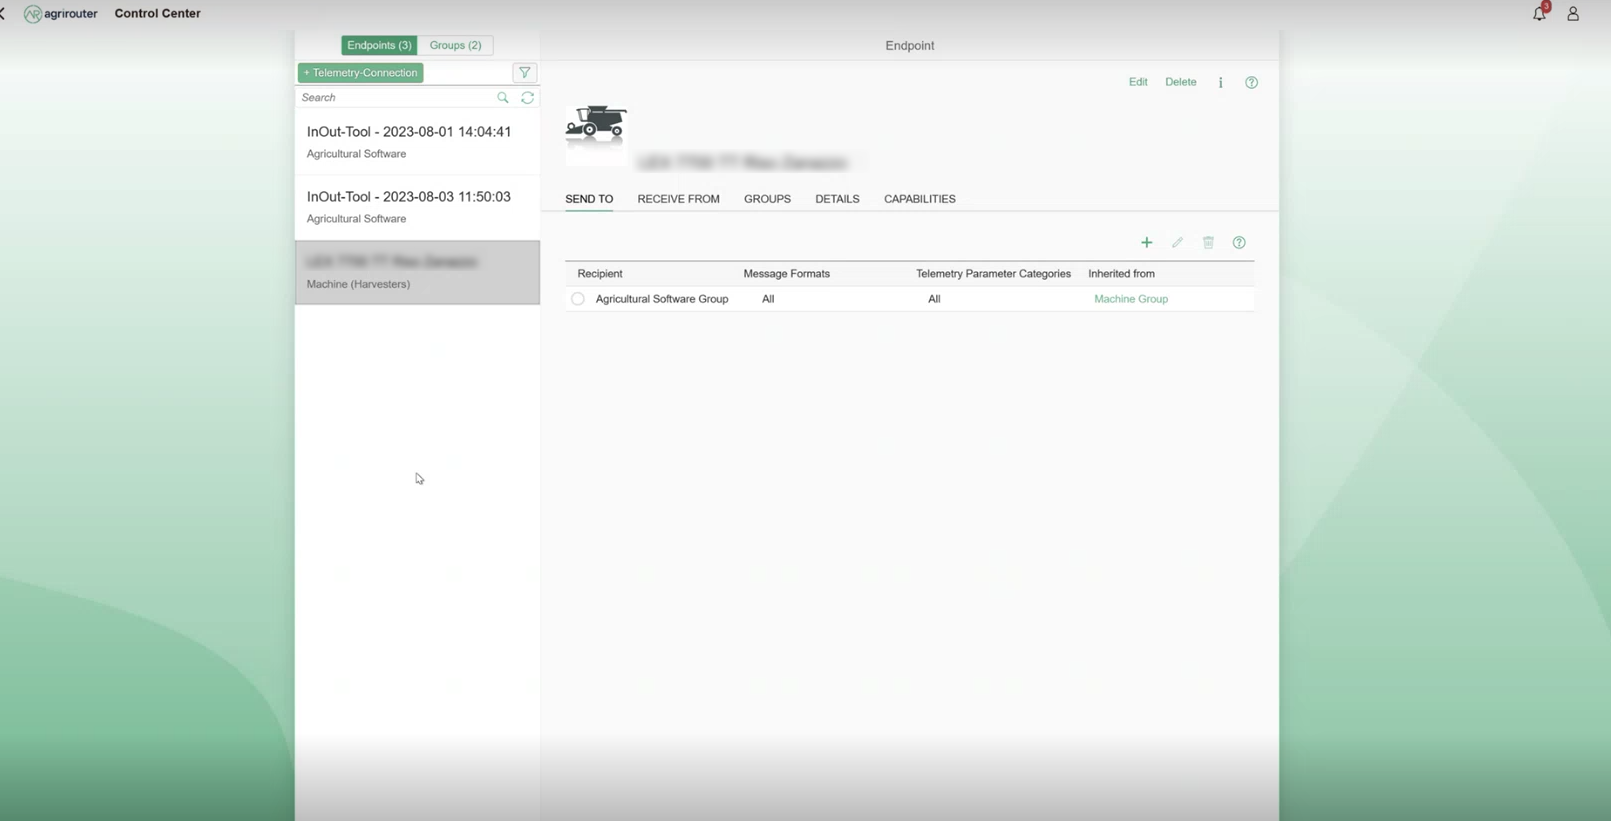 agrirouter Control Center
3
Endpoints (3) Groups (2)
+ Telemetry-Connection
Search
InOut-Tool - 2023-08-01 14:04:41
Agricultural Software
InOut-Tool - 2023-08-03 11:50:03
Agricultural Software
Machine (Harvesters)
Endpoint
Edit Delete
SEND TO RECEIVE FROM GROUPS DETAILS CAPABILITIES
Recipient Message Formats Telemetry Parameter Categories Inherited from
Agricultural Software Group All All Machine Group